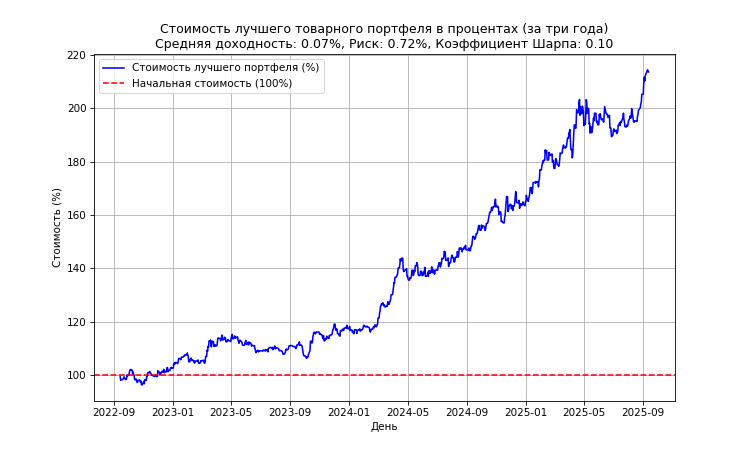 Стоимость лучшего товарного портфеля в процентах (за три года)
Средняя доходность: 0.07%, Риск: 0.72%, Коэффициент Шарпа: 0.10
Стоимость лучшего портфеля (%)
Начальная стоимость (100%)
Стоимость (%)
220
200
180
160
140
120
100
2022-09 2023-01 2023-05 2023-09 2024-01 2024-05 2024-09 2025-01 2025-05 2025-09
День